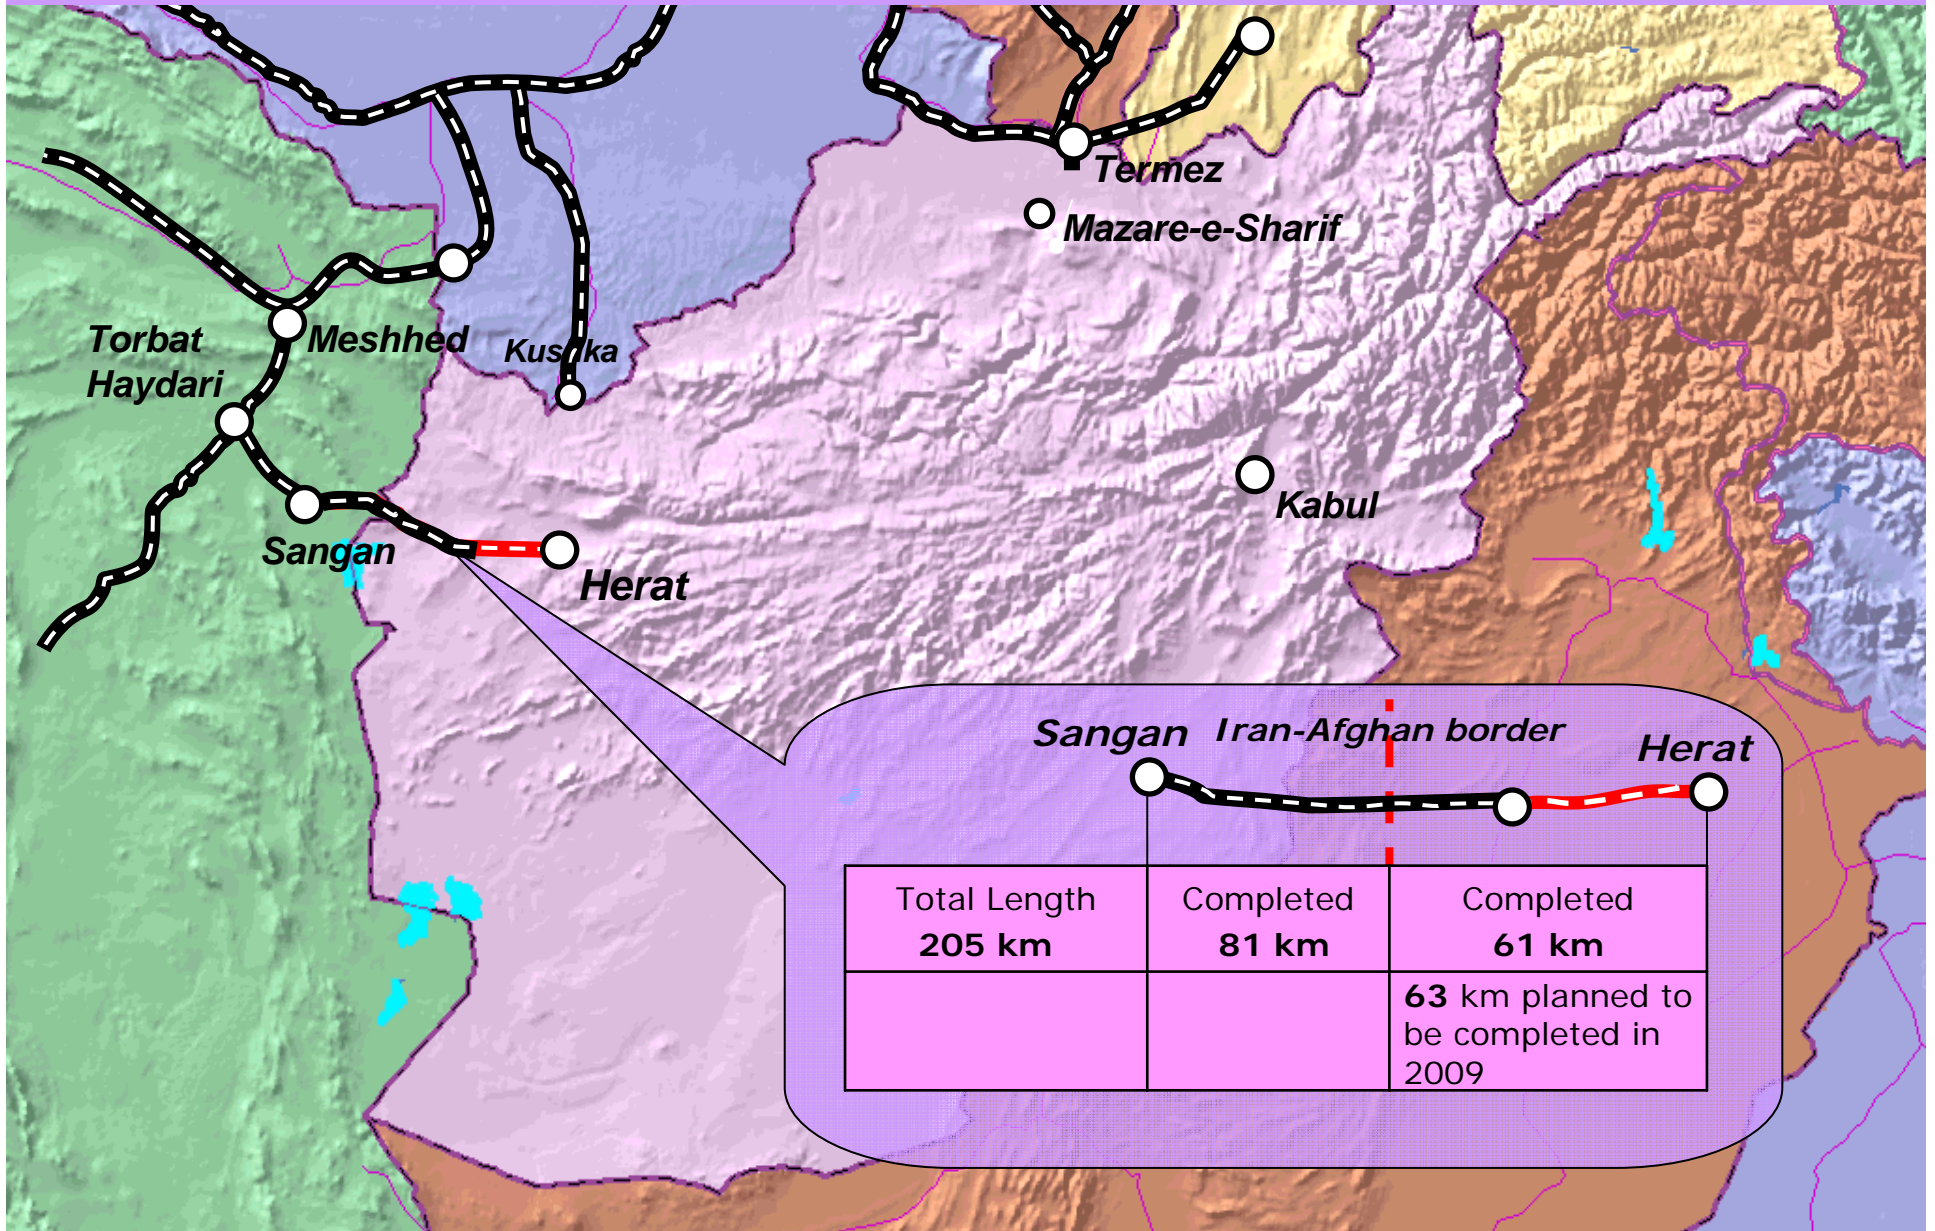 Termez
Mazare-e-Sharif
Torbat
Haydari
Meshhed
Kushka
Kabul
Sangan
Herat
Sangan
Iran-Afghan border
Herat
Total Length
205 km
Completed
81 km
Completed
61 km
63 km planned to
be completed in
2009